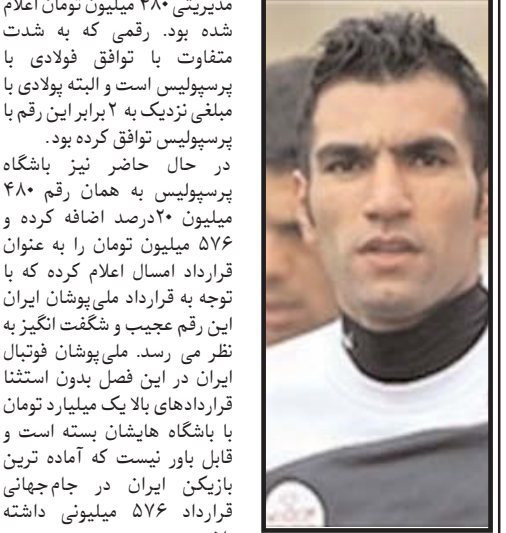 مدیریتی ۴۸۰ میلیون تومان اعلام
شده بود. رقمی که به شدت
متفاوت با توافق فولادی با
پرسپولیس است و البته پولادی با
مبلغی نزدیک به ۲ برابر این رقم با
پرسپولیس توافق کرده بود.
در حال حاضر نیز باشگاه
پرسپولیس به همان رقم ۴۸۰
میلیون ۲۰درصد اضافه کرده و
۵۷۶ میلیون تومان را به عنوان
قرارداد امسال اعلام کرده که با
توجه به قرارداد ملی‌پوشان ایران
این رقم عجیب و شگفت انگیز به
نظر می رسد. ملی‌پوشان فوتبال
ایران در این فصل بدون استثنا
قراردادهای بالا یک میلیارد تومان
با باشگاه هایشان بسته است و
قابل باور نیست که آماده ترین
بازیکن ایران در جام‌جهانی
قرارداد ۵۷۶ میلیونی داشته